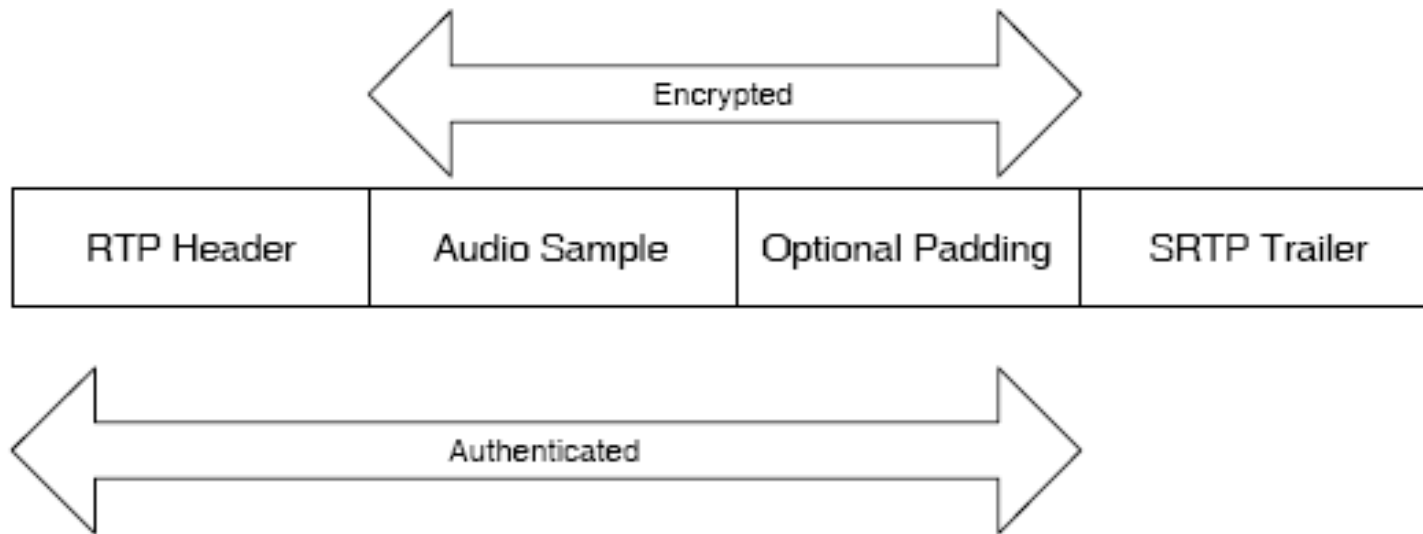 Encrypted
RTP Header Audio Sample Optional Padding SRTP Trailer
Authenticated